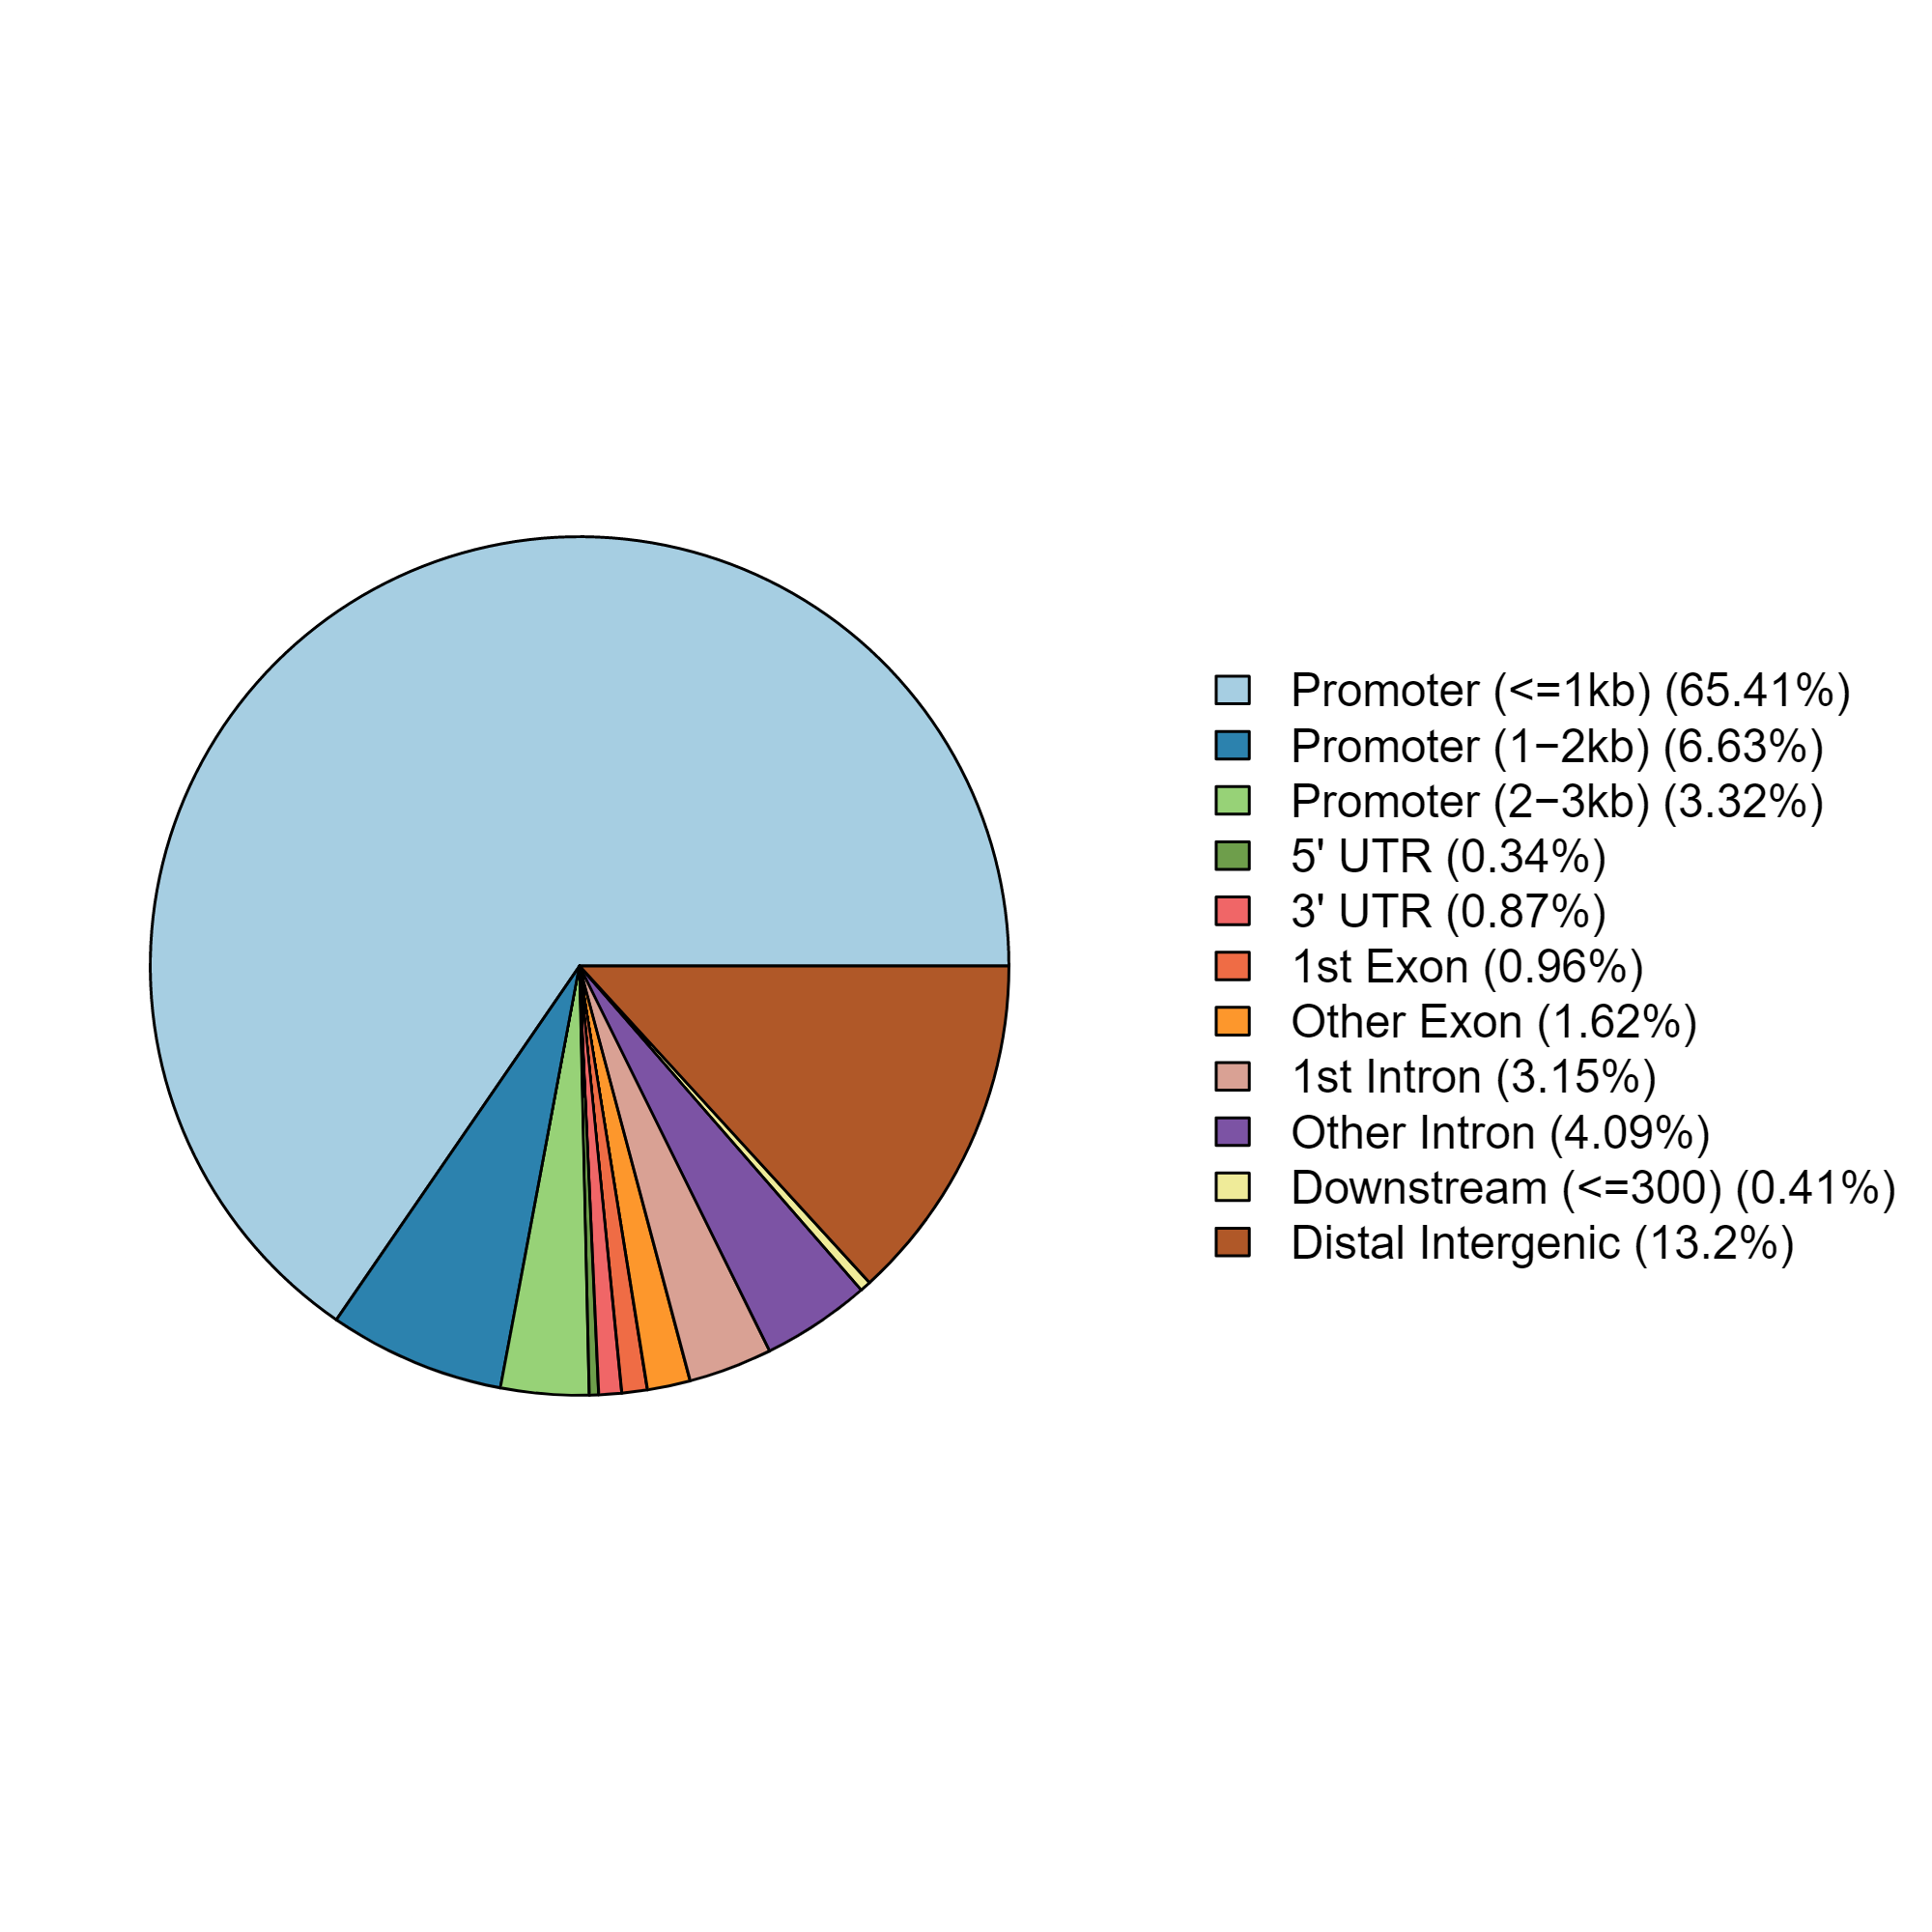 Promoter (<=1kb) (65.41%)
Promoter (1−2kb) (6.63%)
Promoter (2−3kb) (3.32%)
5' UTR (0.34%)
3' UTR (0.87%)
1st Exon (0.96%)
Other Exon (1.62%)
1st Intron (3.15%)
Other Intron (4.09%)
Downstream (<=300) (0.41%)
Distal Intergenic (13.2%)